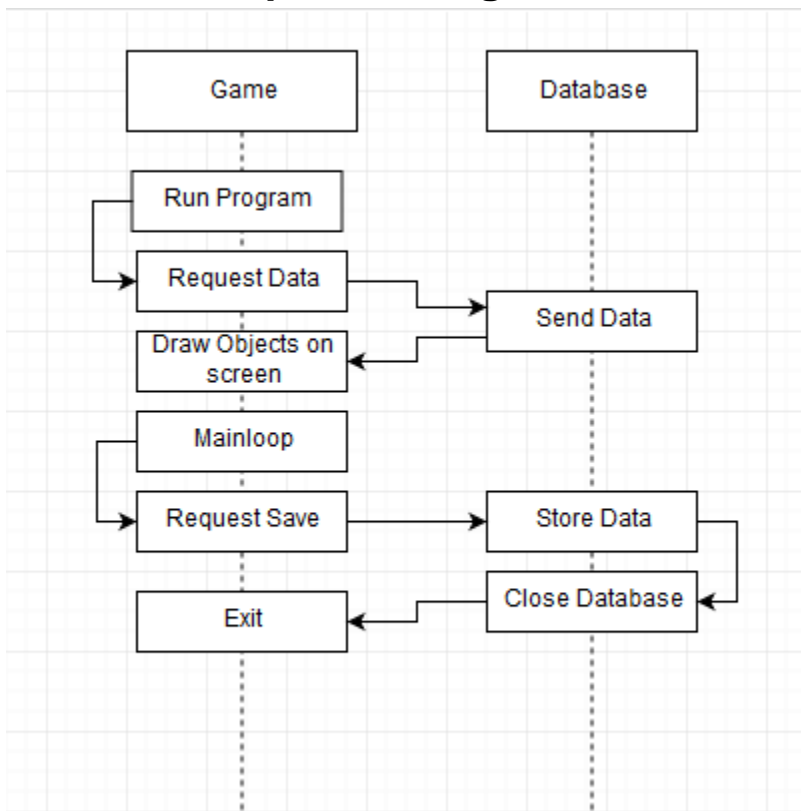 Game
Database
Run Program
Request Data
Send Data
Draw Objects on
screen
Mainloop
Request Save
Store Data
Close Database
Exit